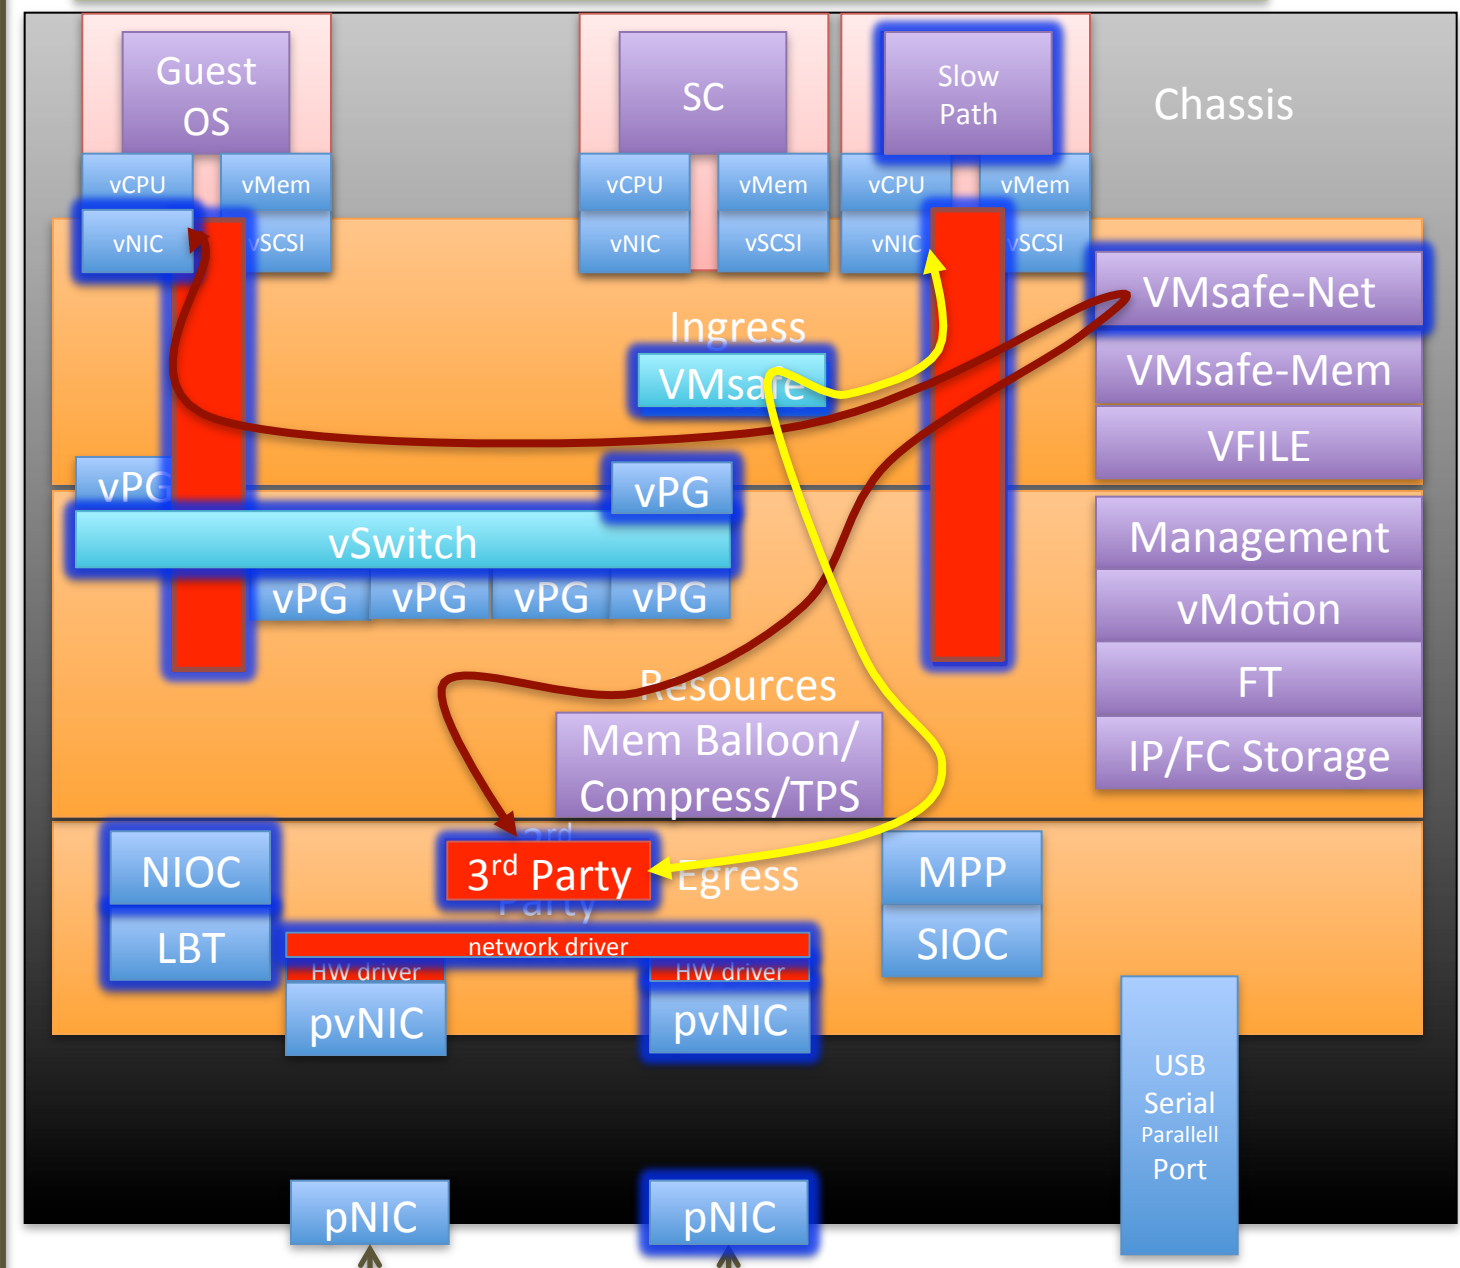 Guest
OS
SC
Slow
Path
Chassis
vCPU
vMem
vCPU
vMem
vCPU
vMem
vNIC
vSCSI
vNIC
vSCSI
vNIC
vSCSI
VMsafe-Net
Ingress
VMsafe
VMsafe-Mem
VFILE
vPG
vPG
vSwitch
Management
vPG
vPG
vPG
vPG
vMotion
Resources
FT
Mem Balloon/
Compress/TPS
IP/FC Storage
3rd
Party
NIOC
3rd Party
Egress
MPP
LBT
network driver
SIOC
HW driver
HW driver
pvNIC
pvNIC
USB
Serial
Parallell
Port
pNIC
pNIC